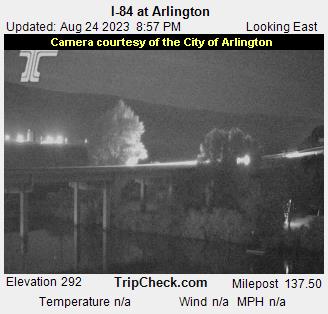 I-84 at Arlington
Updated: Aug 24 2023 8:57 PM Looking East
Camera courtesy of the City of Arlington
Elevation 292 TripCheck.com Milepost 137.50
Temperature n/a Wind n/a MPH n/a